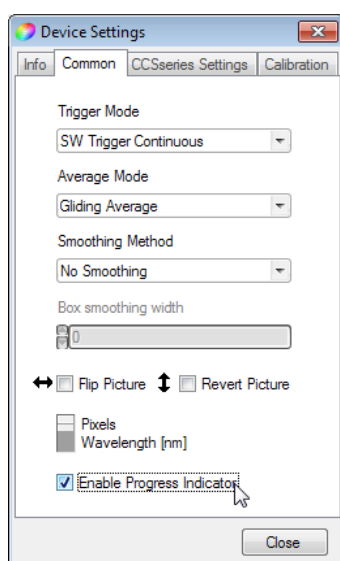 Device Settings
Info Common CCSseries Settings Calibration
Trigger Mode
SW Trigger Continuous
Average Mode
Gliding Average
Smoothing Method
No Smoothing
Box smoothing width
0
Flip Picture Revert Picture
Pixels
Wavelength [nm]
Enable Progress Indicator
Close